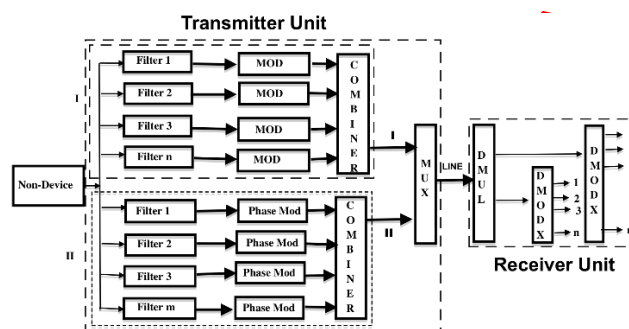 Transmitter Unit
I
Filter 1
MOD
Filter 2
MOD
Filter 3
MOD
Filter n
MOD
COMBINER
I
Non-Device
II
Filter 1
Phase Mod
Filter 2
Phase Mod
Filter 3
Phase Mod
Filter m
Phase Mod
COMBINER
II
MUX
LINE
DMUL
DMODX
1
2
3
n
DMODX
Receiver Unit